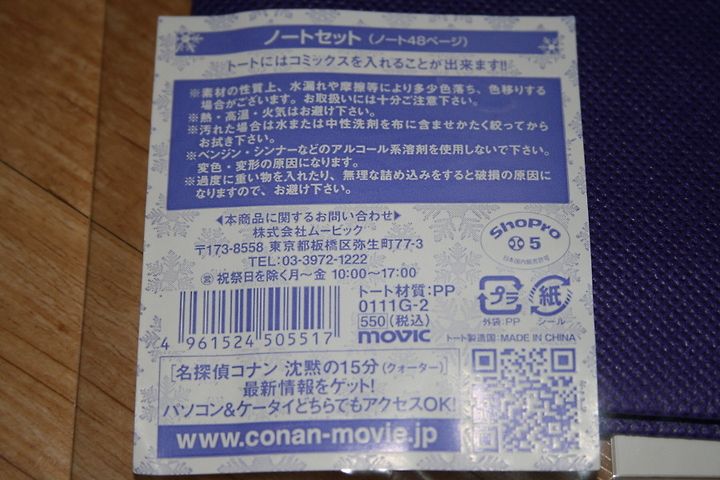 ノートセット(ノート48ページ)
トートにはコミックスを入れることが出来ます!!
※素材の性質上、水漏れや摩擦等により多少色落ち、色移りする
場合がございます。お取扱いには十分ご注意下さい。
※熱・高温・火気はお避け下さい。
※汚れた場合は水または中性洗剤を布に含ませかたく絞ってから
お拭き下さい。
※ベンジン・シンナーなどのアルコール系溶剤を使用しないで下さい。
変色・変形の原因になります。
※過度に重い物を入れたり、無理な詰め込みをすると破損の原因に
なりますので、お避け下さい。
◀本商品に関するお問い合わせ▶
株式会社ムービック
〒173-8558 東京都板橋区弥生町77-3
TEL:03-3972-1222
㊡ 祝祭日を除く月〜金 10:00〜17:00
ShoPro
5
日本国内販売許可
4 961524 505517
トート材質:PP
0111G-2
550(税込)
movic
プラ
外袋:PP
紙
シール
トート製造国:MADE IN CHINA
[名探偵コナン 沈黙の15分(クォーター)]
最新情報をゲット!
パソコン&ケータイどちらでもアクセスOK!
www.conan-movie.jp